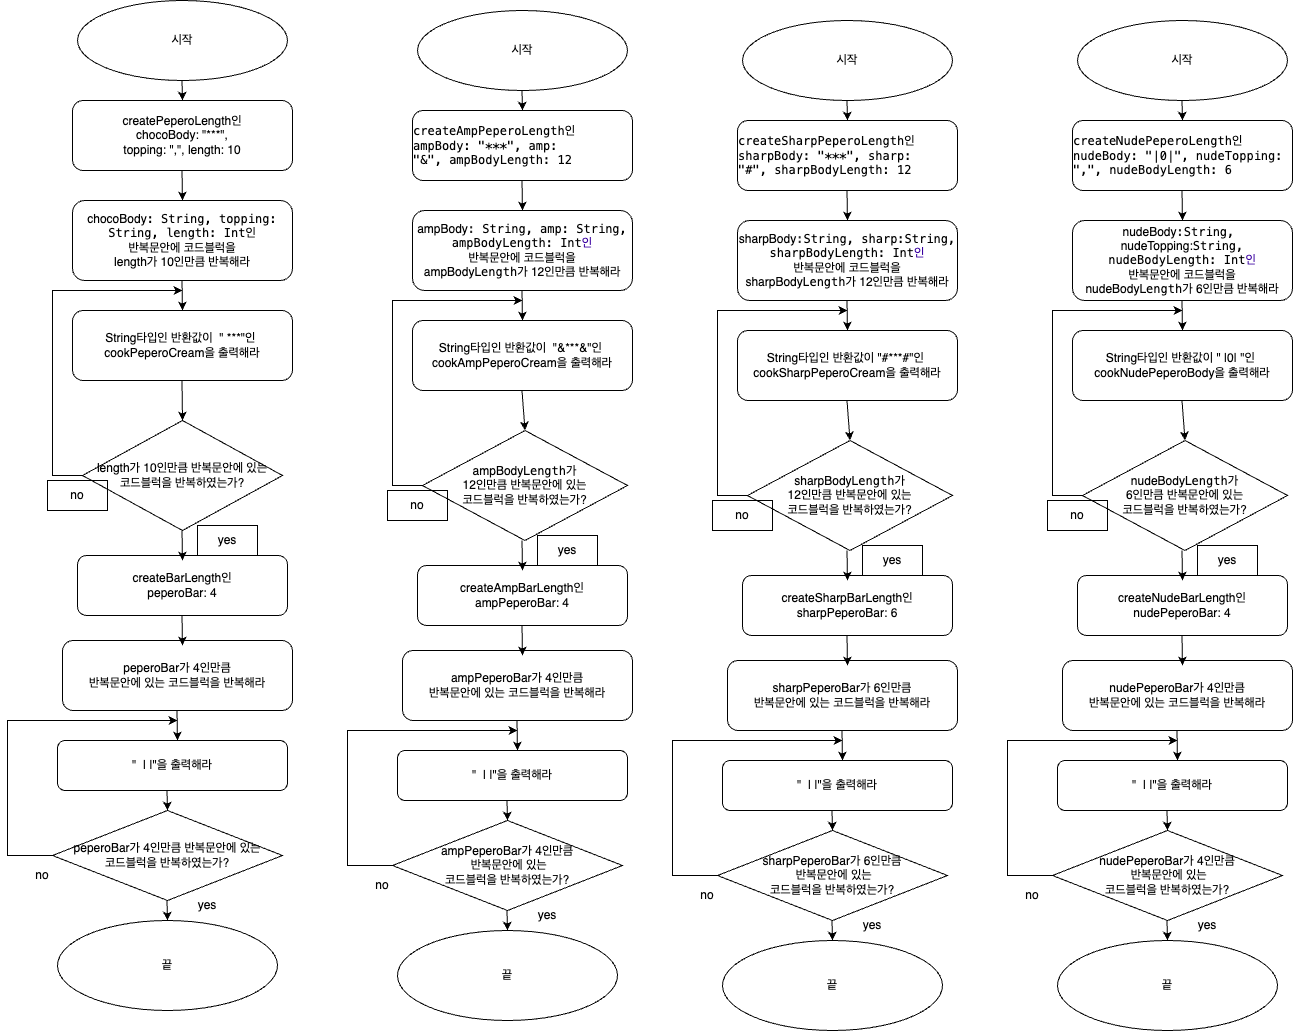 시작
createPeperoLength인
chocoBody: "***",
topping: ",", length: 10
chocoBody: String, topping:
String, length: Int인
반복문안에 코드블럭을
length가 10인만큼 반복해라
String타입인 반환값이  " ***"인
cookPeperoCream을 출력해라
length가 10인만큼 반복문안에 있는
코드블럭을 반복하였는가?
no
yes
createBarLength인
peperoBar: 4
peperoBar가 4인만큼
반복문안에 있는 코드블럭을 반복해라
"  ㅣㅣ"을 출력해라
peperoBar가 4인만큼 반복문안에 있는
코드블럭을 반복하였는가?
no
yes
끝
시작
createAmpPeperoLength인
ampBody: "***", amp:
"&", ampBodyLength: 12
ampBody: String, amp: String,
ampBodyLength: Int인
반복문안에 코드블럭을
ampBodyLength가 12인만큼 반복해라
String타입인 반환값이  "&***&"인
cookAmpPeperoCream을 출력해라
ampBodyLength가
12인만큼 반복문안에 있는
코드블럭을 반복하였는가?
no
yes
createAmpBarLength인
ampPeperoBar: 4
ampPeperoBar가 4인만큼
반복문안에 있는 코드블럭을 반복해라
"  ㅣㅣ"을 출력해라
ampPeperoBar가 4인만큼
반복문안에 있는
코드블럭을 반복하였는가?
no
yes
끝
시작
createSharpPeperoLength인
sharpBody: "***", sharp:
"#", sharpBodyLength: 12
sharpBody:String, sharp:String,
sharpBodyLength: Int인
반복문안에 코드블럭을
sharpBodyLength가 12인만큼 반복해라
String타입인 반환값이 "#***#"인
cookSharpPeperoCream을 출력해라
sharpBodyLength가
12인만큼 반복문안에 있는
코드블럭을 반복하였는가?
no
yes
createSharpBarLength인
sharpPeperoBar: 6
sharpPeperoBar가 6인만큼
반복문안에 있는 코드블럭을 반복해라
"  ㅣㅣ"을 출력해라
sharpPeperoBar가 6인만큼
반복문안에 있는
코드블럭을 반복하였는가?
no
yes
끝
시작
createNudePeperoLength인
nudeBody: "|0|", nudeTopping:
",", nudeBodyLength: 6
nudeBody:String,
nudeTopping:String,
nudeBodyLength: Int인
반복문안에 코드블럭을
nudeBodyLength가 6인만큼 반복해라
String타입인 반환값이 " |0| "인
cookNudePeperoBody을 출력해라
nudeBodyLength가
6인만큼 반복문안에 있는
코드블럭을 반복하였는가?
no
yes
createNudeBarLength인
nudePeperoBar: 4
nudePeperoBar가 4인만큼
반복문안에 있는 코드블럭을 반복해라
"  ㅣㅣ"을 출력해라
nudePeperoBar가 4인만큼
반복문안에 있는
코드블럭을 반복하였는가?
no
yes
끝